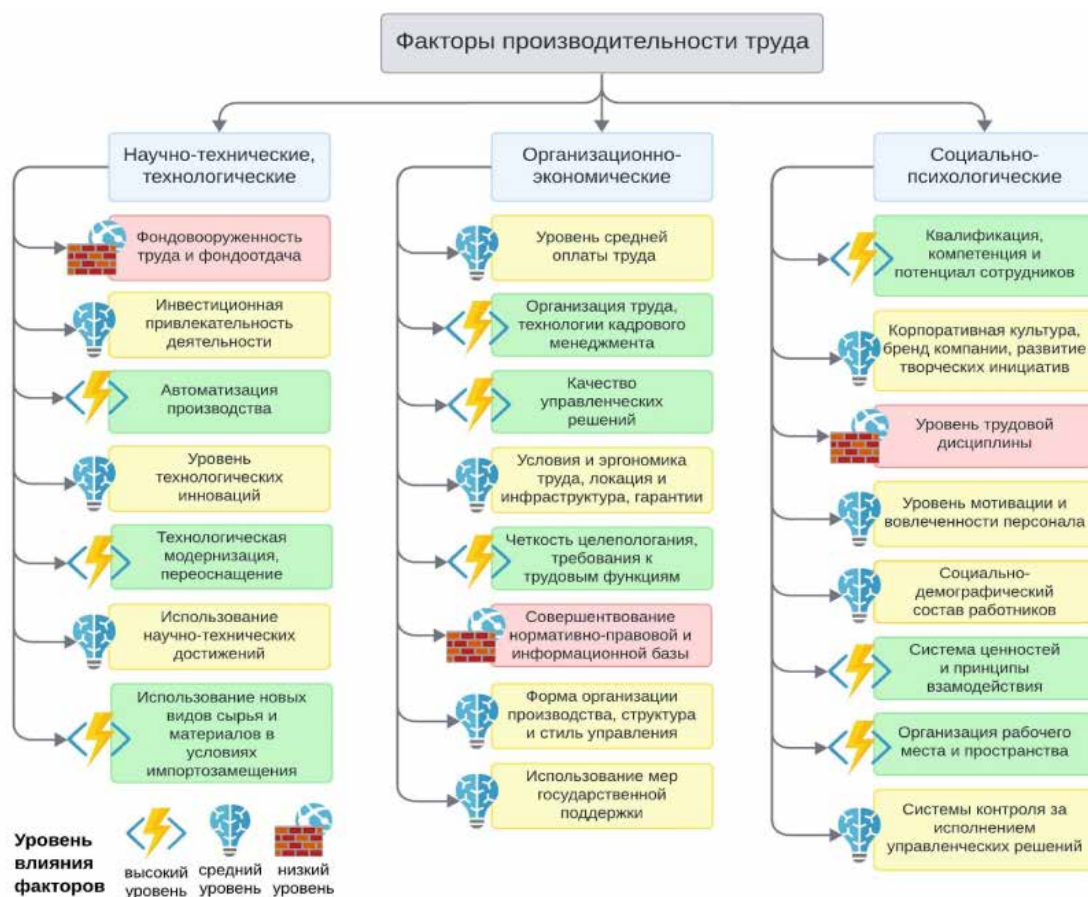 Факторы производительности труда
Научно-технические,
технологические
Фондовооруженность
труда и фондоотдача
Инвестиционная
привлекательность
деятельности
Автоматизация
производства
Уровень
технологических
инноваций
Технологическая
модернизация,
переоснащение
Использование
научно-технических
достижений
Использование новых
видов сырья и
материалов в
условиях
импортозамещения
Организационно-
экономические
Уровень средней
оплаты труда
Организация труда,
технологии кадрового
менеджмента
Качество
управленческих
решений
Условия и эргономика
труда, локация и
инфраструктура, гарантии
Четкость целепологания,
требования к
трудовым функциям
Совершентвование
нормативно-правовой и
информационной базы
Форма организации
производства, структура
и стиль управления
Использование мер
государственной
поддержки
Социально-
психологические
Квалификация,
компетенция и
потенциал сотрудников
Корпоративная культура,
бренд компании, развитие
творческих инициатив
Уровень трудовой
дисциплины
Уровень мотивации и
вовлеченности персонала
Социально-
демографический
состав работников
Система ценностей
и принципы
взамодействия
Организация рабочего
места и пространства
Системы контроля за
исполнением
управленческих решений
Уровень
влияния
факторов
высокий
уровень
средний
уровень
низкий
уровень